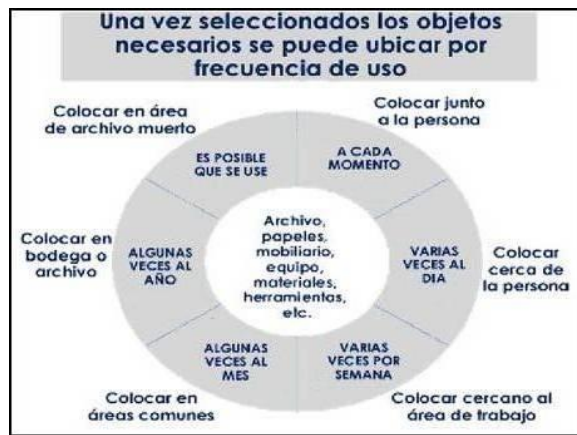 Una vez seleccionados los objetos
necesarios se puede ubicar por
frecuencia de uso
Colocar en área
de archivo muerto
Colocar junto
a la persona
ES POSIBLE
QUE SE USE
A CADA
MOMENTO
Colocar en
bodega o
archivo
ALGUNAS
VECES AL
AÑO
Archivo,
papeles,
mobiliario,
equipo,
materiales,
herramientas,
etc.
VARIAS
VECES AL
DIA
Colocar
cerca de
la persona
ALGUNAS
VECES AL
MES
VARIAS
VECES POR
SEMANA
Colocar en
áreas comunes
Colocar cercano al
área de trabajo